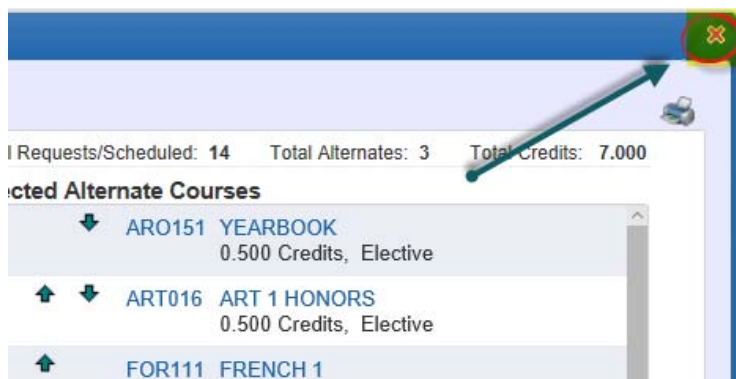 l Requests/Scheduled: 14 Total Alternates: 3 Total Credits: 7.000
cted Alternate Courses
ARO151 YEARBOOK
0.500 Credits, Elective
ART016 ART 1 HONORS
0.500 Credits, Elective
FOR111 FRENCH 1